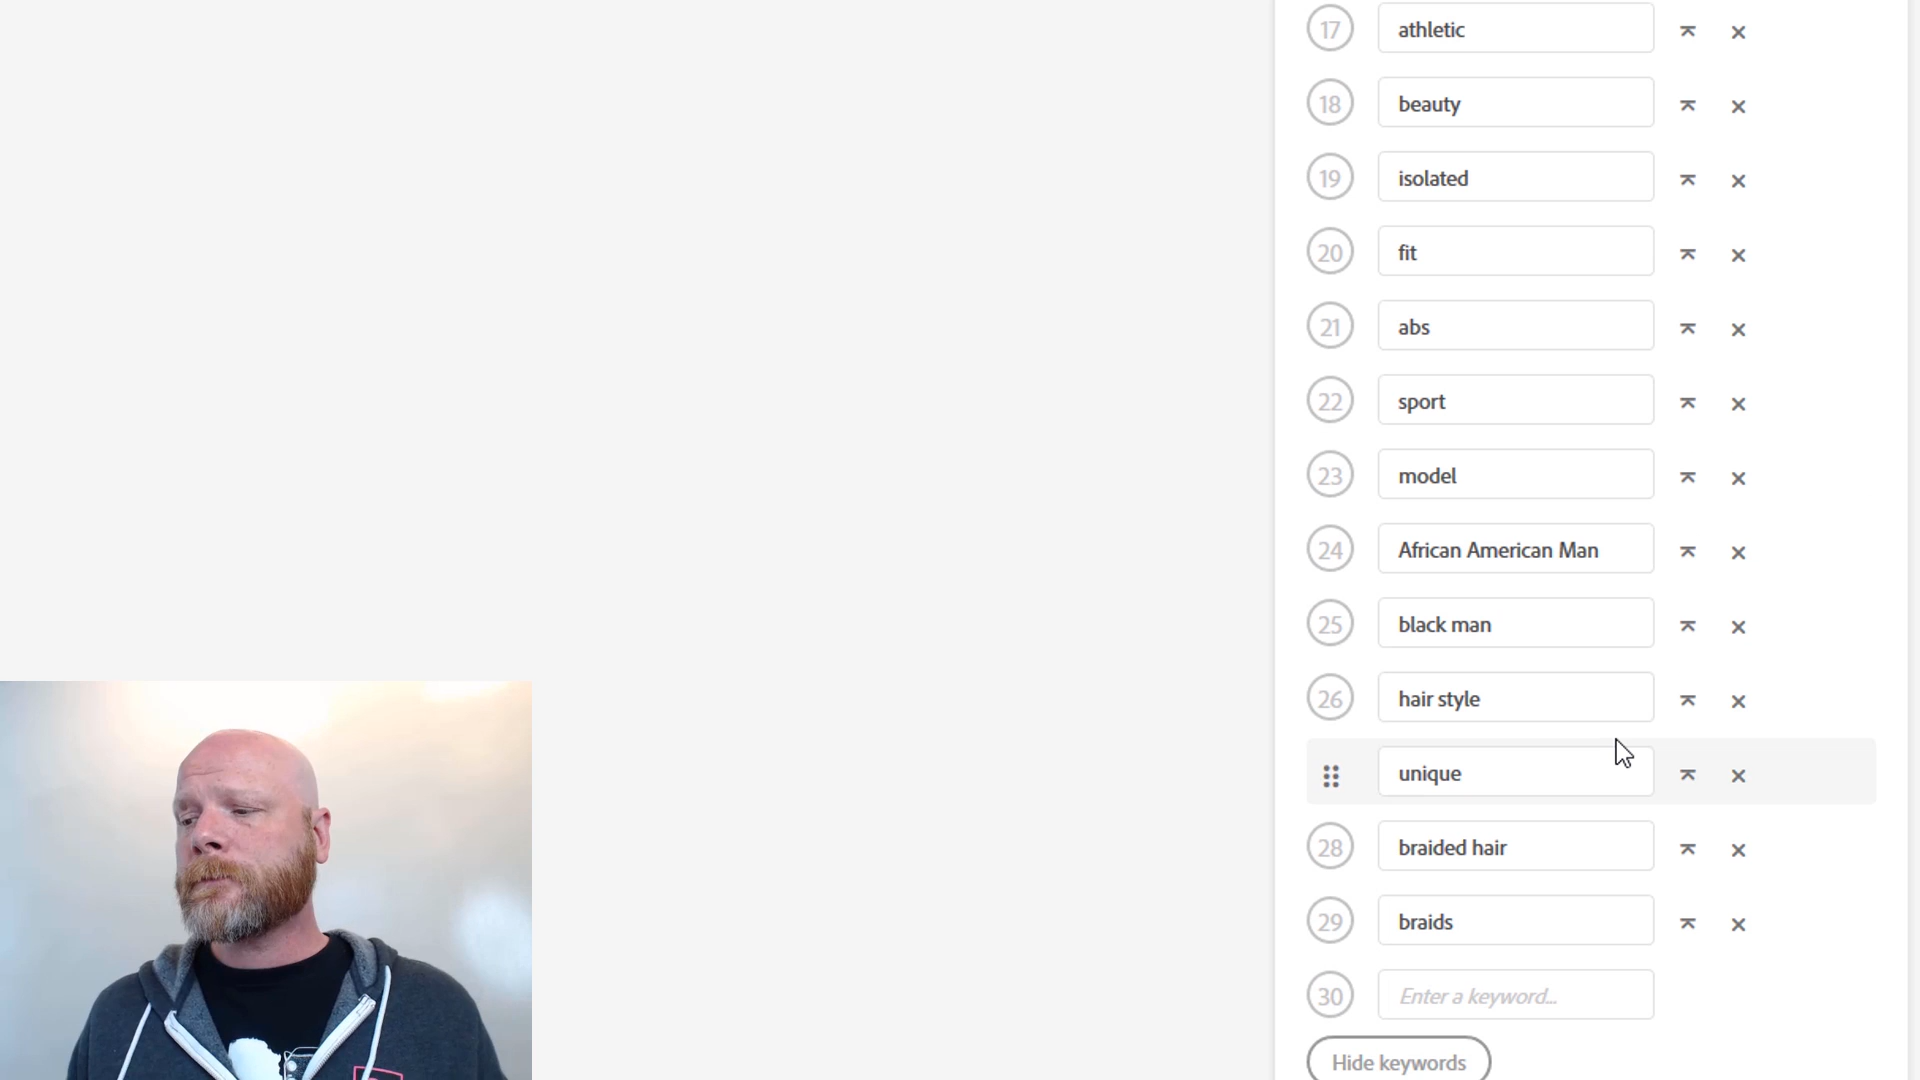 17 athletic
18 beauty
19 isolated
20 fit
21 abs
22 sport
23 model
24 African American Man
25 black man
26 hair style
unique
28 braided hair
29 braids
30 Enter a keyword...
Hide keywords